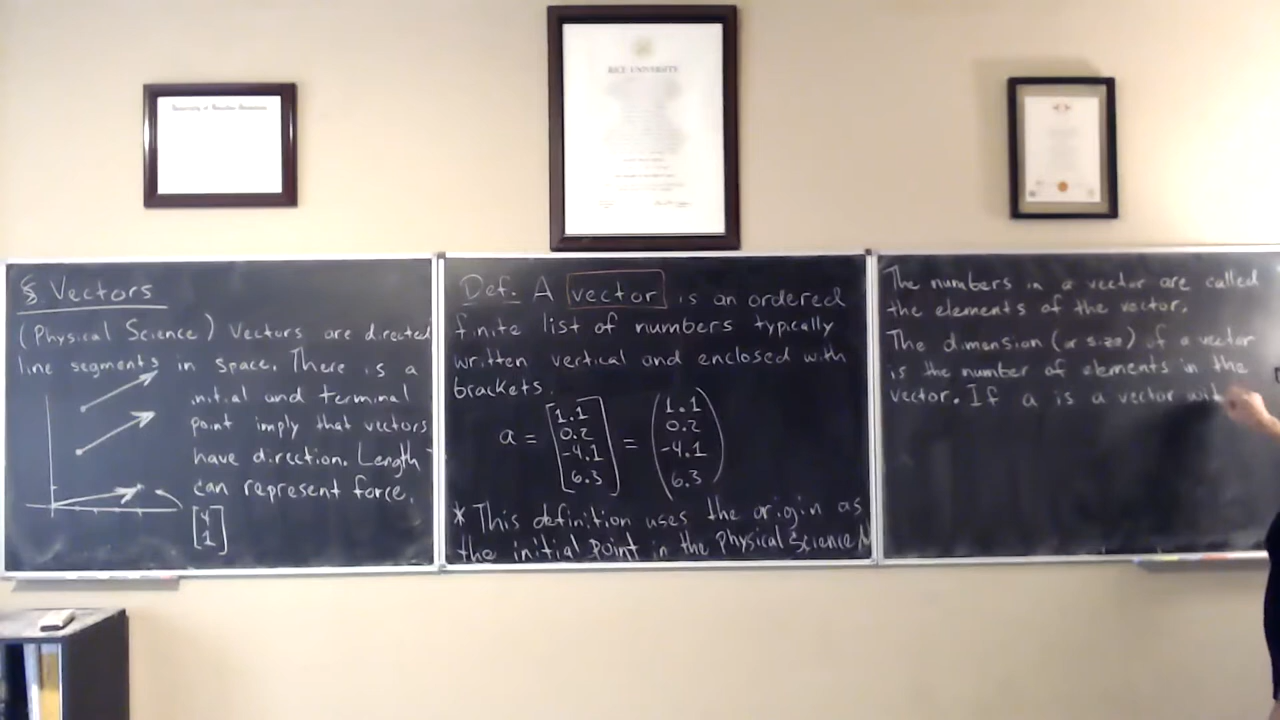 RICE UNIVERSITY
§ Vectors
(Physical Science) Vectors are directed
line segments in space. There is a
initial and terminal
point imply that vectors
have direction. Length
can represent force.
[4
1]
Def. A vector is an ordered
finite list of numbers typically
written vertical and enclosed with
brackets.
a = [1.1 0.2 -4.1 6.3] = (1.1 0.2 -4.1 6.3)
* This definition uses the origin as
the initial point in the Physical Science
The numbers in a vector are called
the elements of the vector.
The dimension (or size) of a vector
is the number of elements in the
vector. If a is a vector with